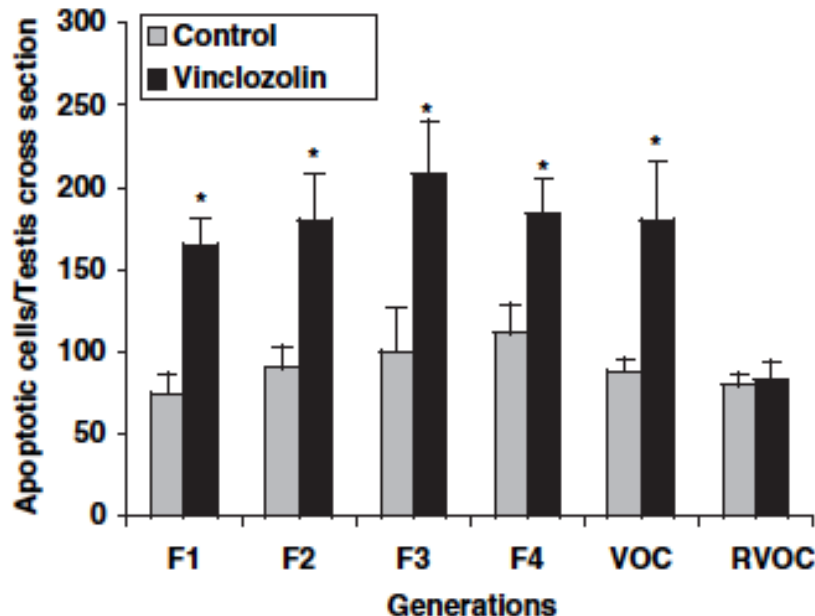 300
250
200
150
100
50
0
Apoptotic cells/Testis cross section
Control
Vinclozolin
*
*
*
*
*
F1 F2 F3 F4 VOC RVOC
Generations